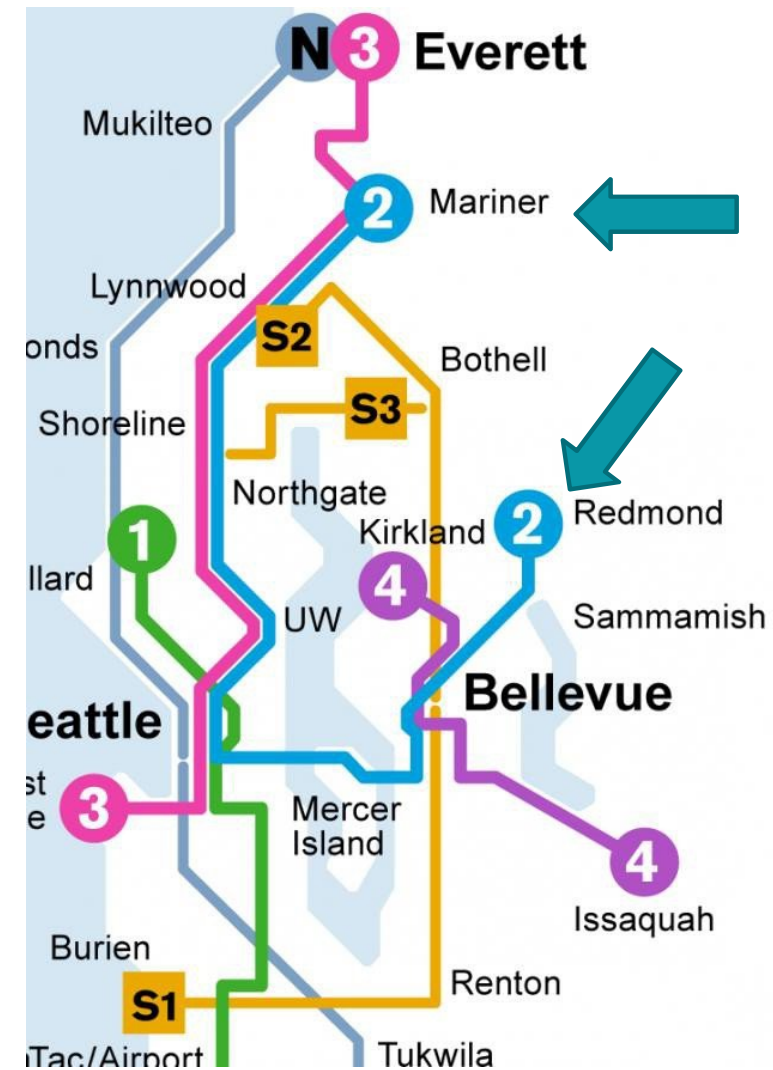 N 3 Everett
Mukilteo
2 Mariner
Lynnwood
S2
onds
Bothell
S3
Shoreline
Northgate
1
Kirkland 2 Redmond
llard
4
UW
Sammamish
Bellevue
eattle
st
e 3
Mercer
Island
4
Issaquah
Burien
Renton
S1
Tac/Airport
Tukwila